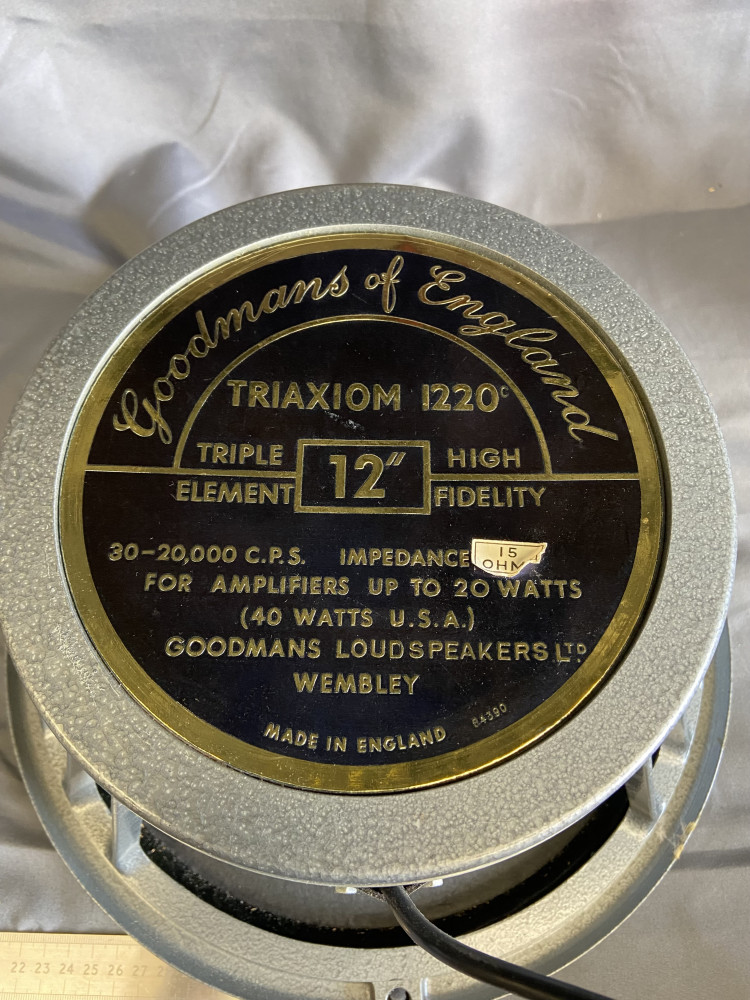 Goodmans of England
TRIAXIOM 1220c
TRIPLE HIGH
12"
ELEMENT FIDELITY
30-20,000 C.P.S. IMPEDANCE 15 OHM
FOR AMPLIFIERS UP TO 20 WATTS
(40 WATTS U.S.A.)
GOODMANS LOUDSPEAKERS LTD
WEMBLEY
MADE IN ENGLAND 84390
22 23 24 25 26 27